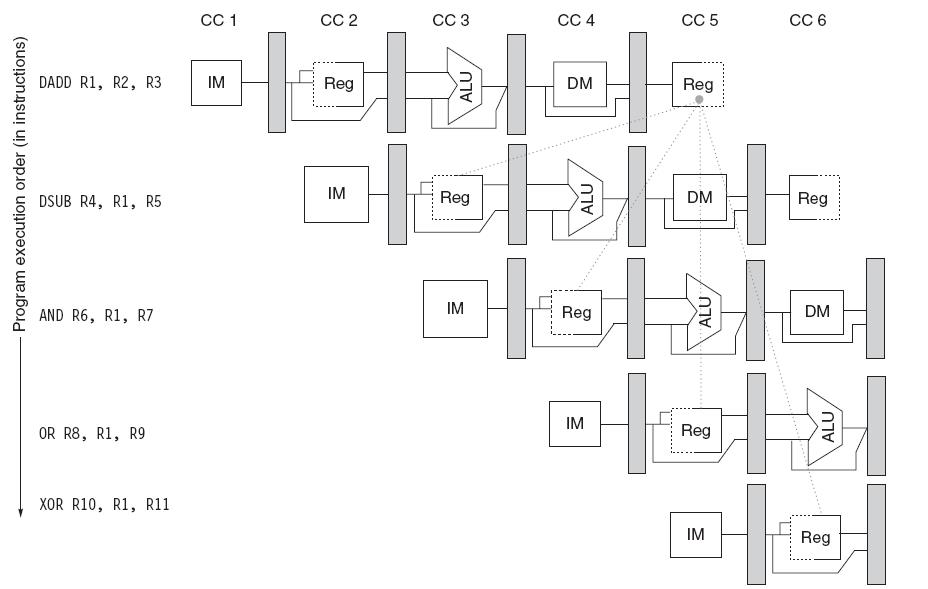 CC 1 CC 2 CC 3 CC 4 CC 5 CC 6
Program execution order (in instructions)
DADD R1, R2, R3 IM Reg ALU DM Reg
DSUB R4, R1, R5 IM Reg ALU DM Reg
AND R6, R1, R7 IM Reg ALU DM
OR R8, R1, R9 IM Reg ALU
XOR R10, R1, R11 IM Reg